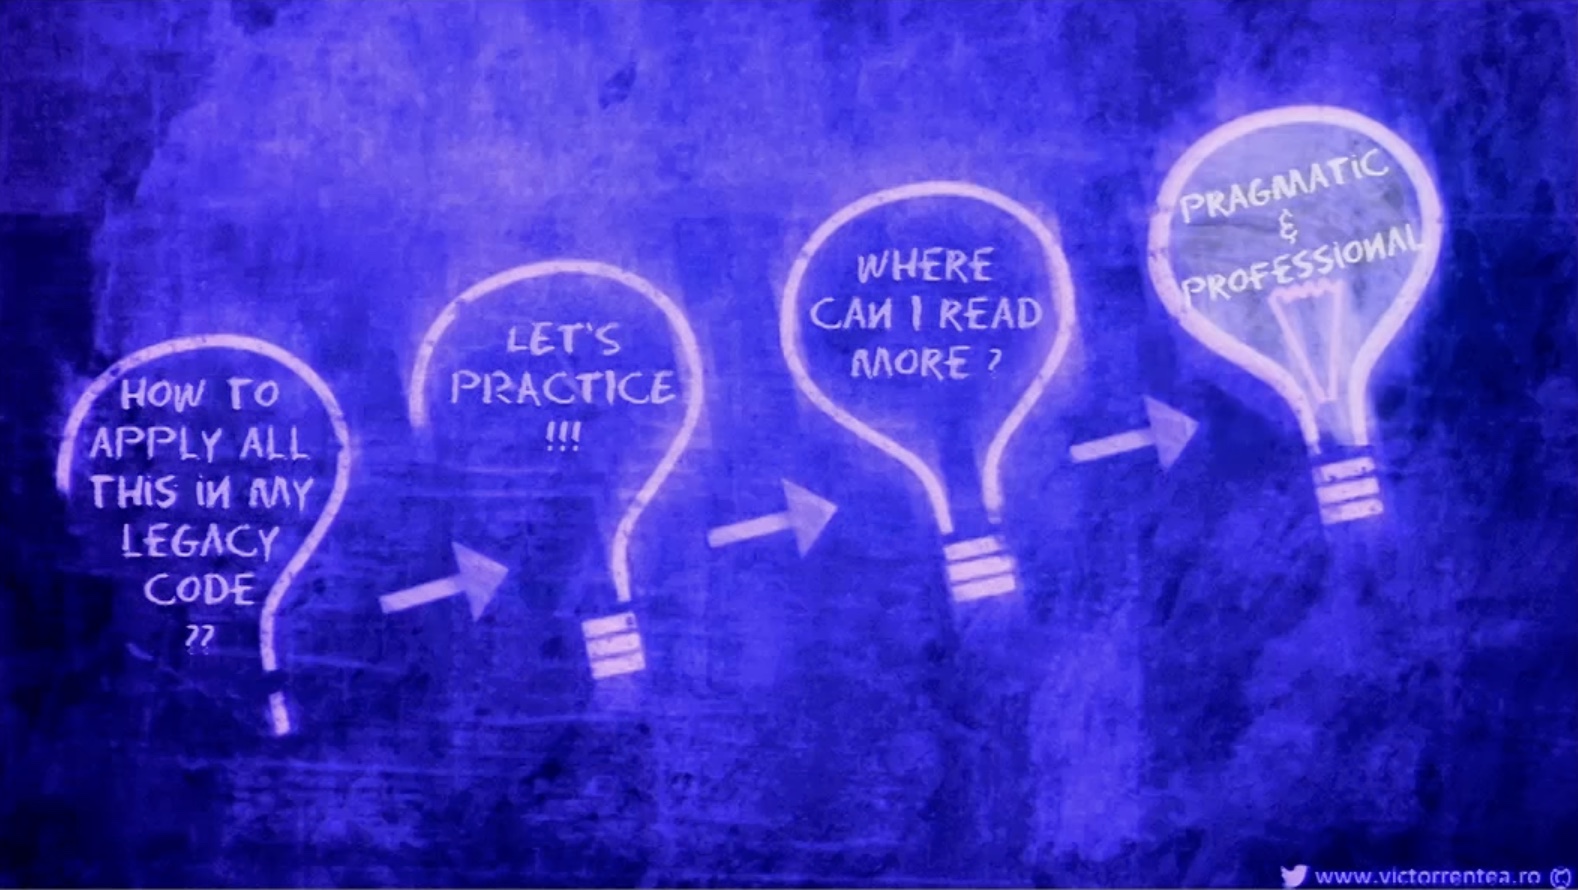 HOW TO
APPLY ALL
THIS IN MY
LEGACY
CODE
??
LET'S
PRACTICE
!!!
WHERE
CAN I READ
MORE ?
PRAGMATIC
&
PROFESSIONAL
www.victorrentea.ro ©